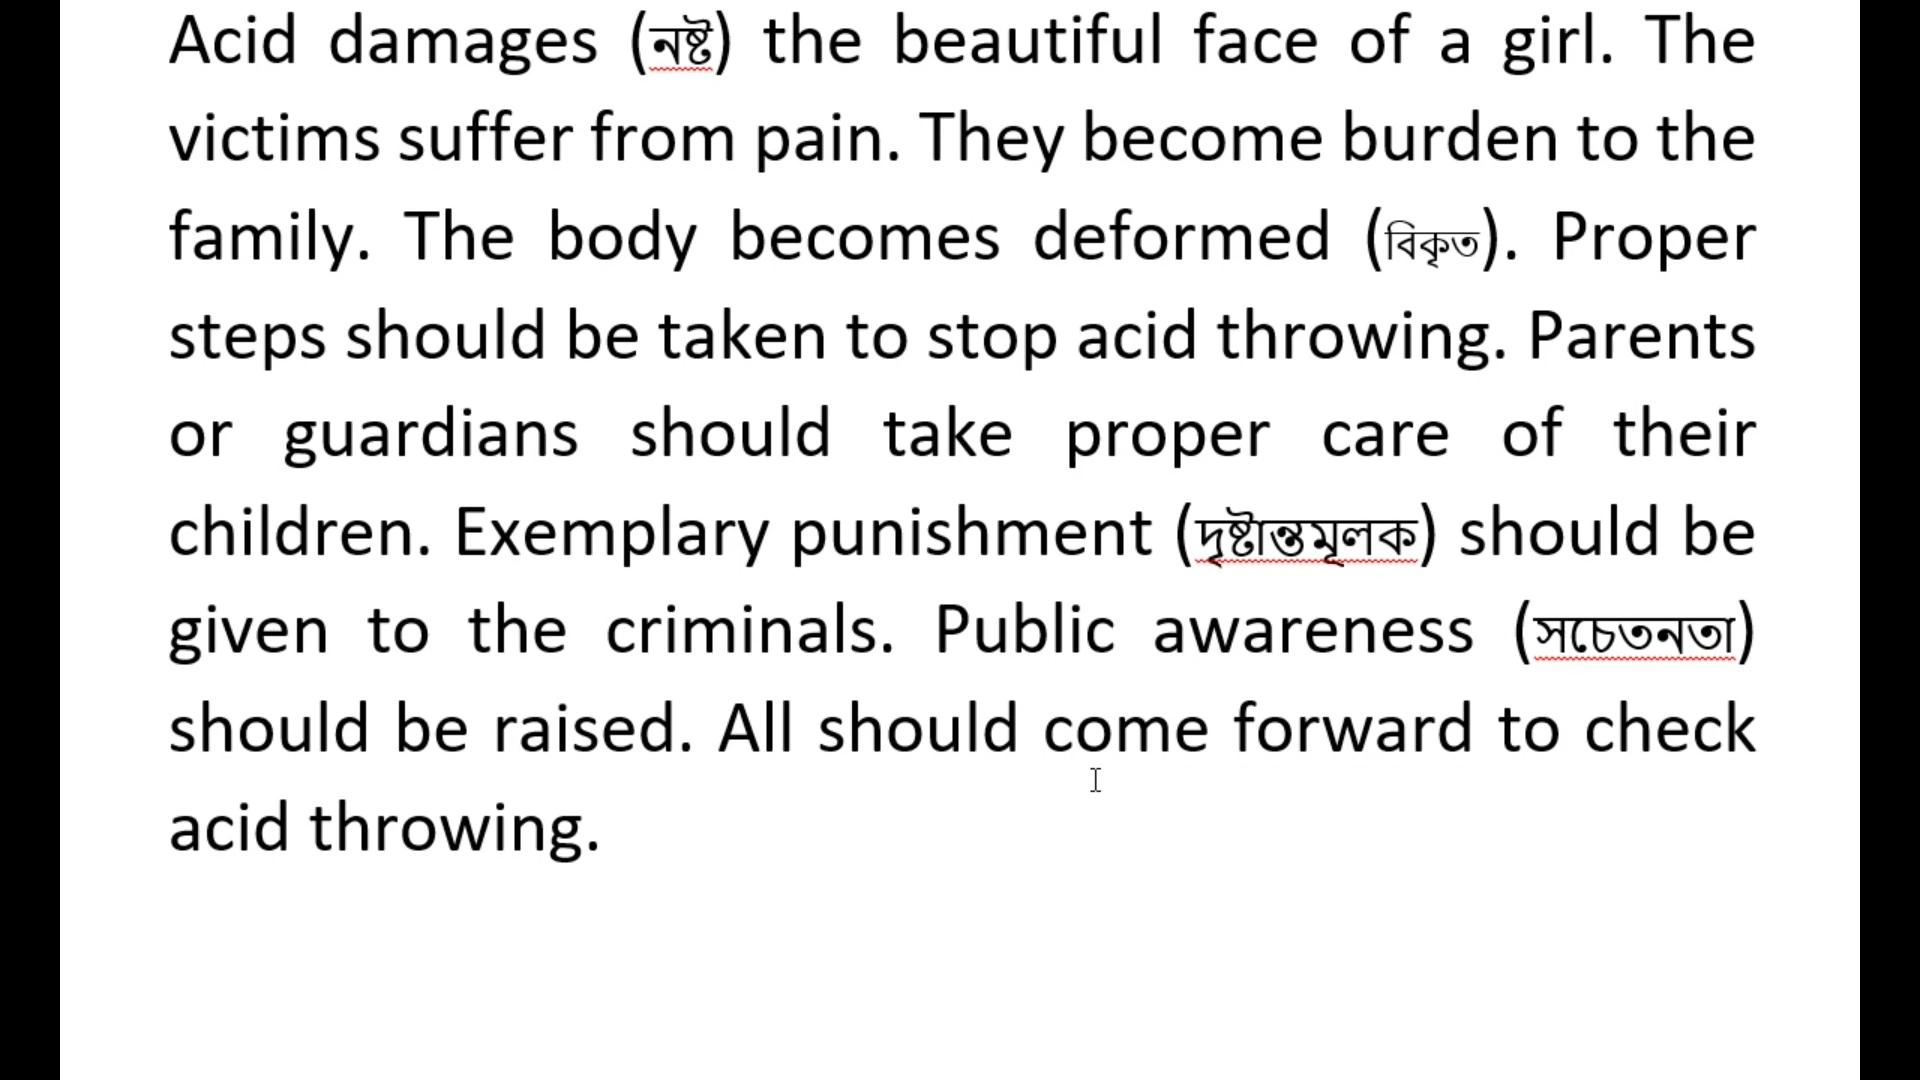 Acid damages (নষ্ট) the beautiful face of a girl. The
victims suffer from pain. They become burden to the
family. The body becomes deformed (বিকৃত). Proper
steps should be taken to stop acid throwing. Parents
or guardians should take proper care of their
children. Exemplary punishment (দৃষ্টান্তমূলক) should be
given to the criminals. Public awareness (সচেতনতা)
should be raised. All should come forward to check
acid throwing.